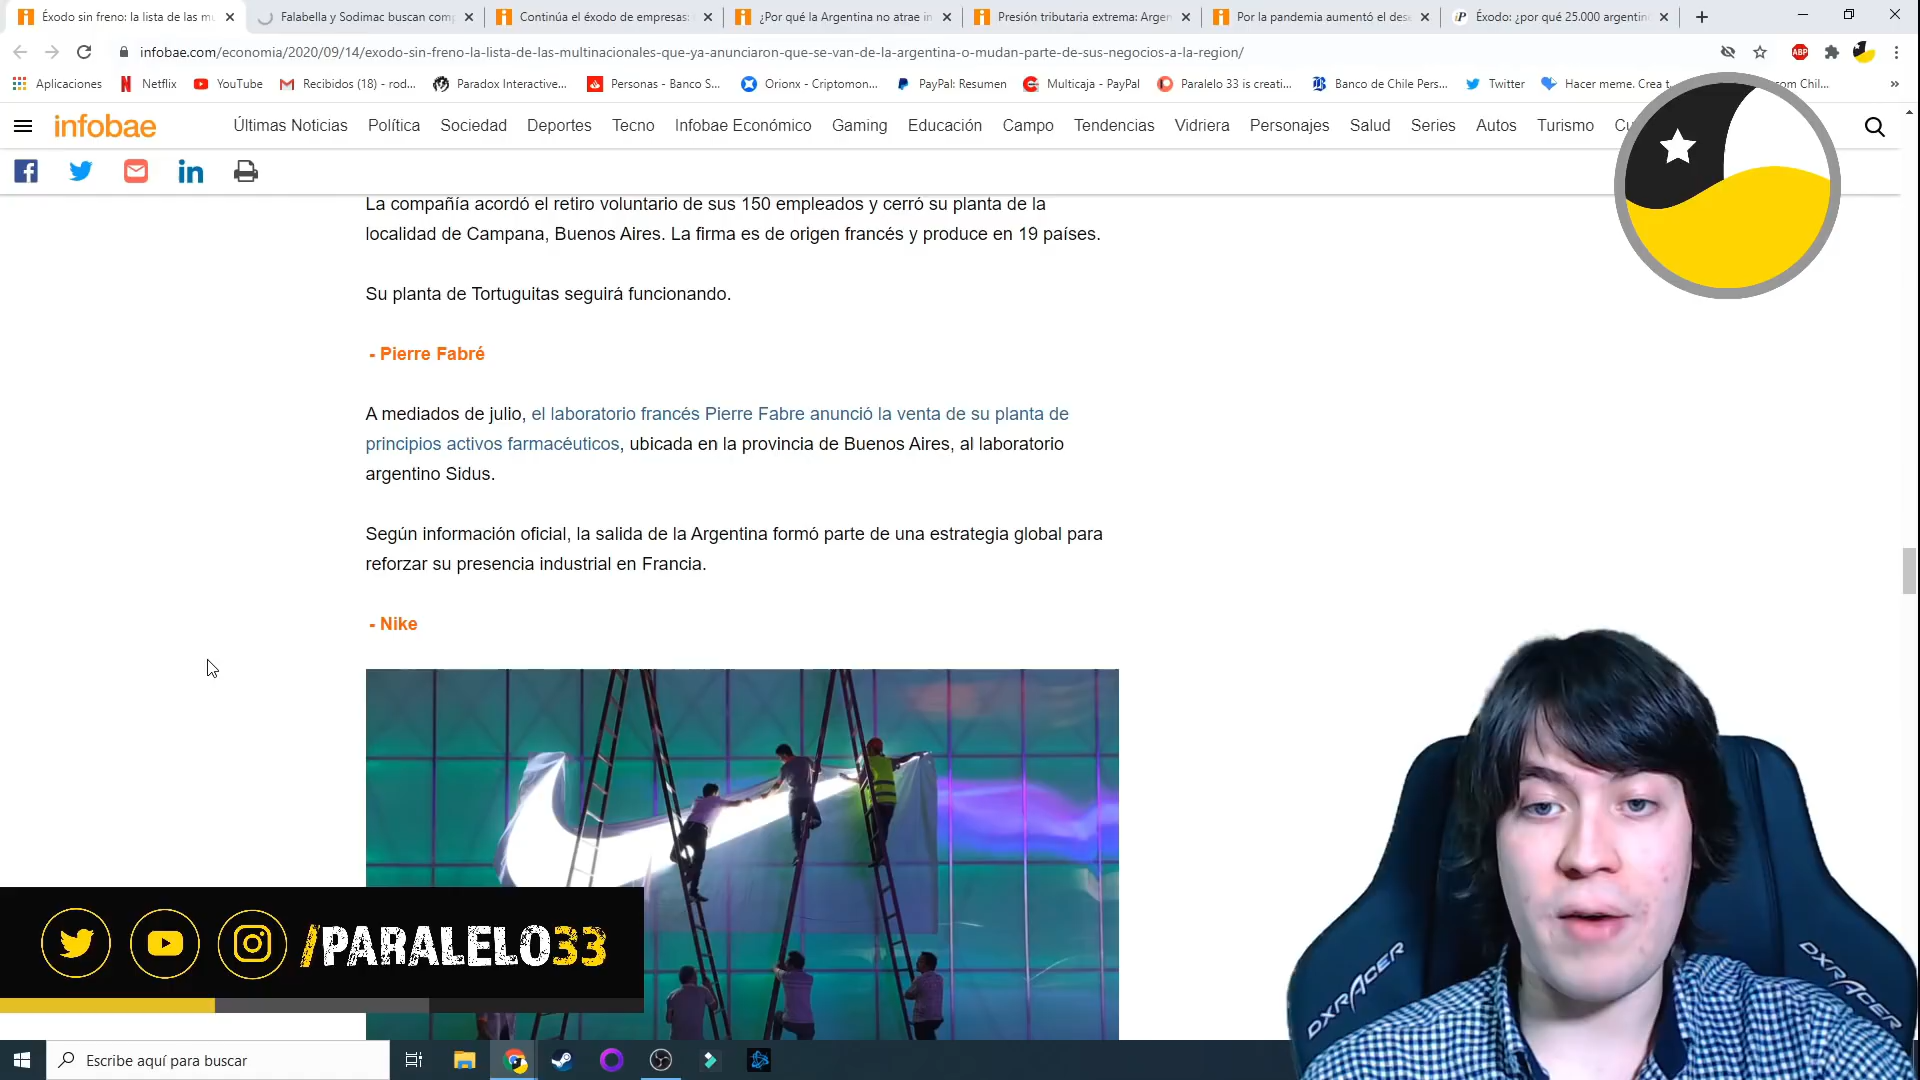 Éxodo sin freno: la lista de las mu
Falabella y Sodimac buscan comp
Continúa el éxodo de empresas:
¿Por qué la Argentina no atrae in
Presión tributaria extrema: Argen
Por la pandemia aumentó el dese
Éxodo: ¿por qué 25.000 argentin
infobae.com/economia/2020/09/14/exodo-sin-freno-la-lista-de-las-multinacionales-que-ya-anunciaron-que-se-van-de-la-argentina-o-mudan-parte-de-sus-negocios-a-la-region/
ABP
Aplicaciones
Netflix
YouTube
Recibidos (18) - rod...
Paradox Interactive...
Personas - Banco S...
Orionx - Criptomon...
PayPal: Resumen
Multicaja - PayPal
Paralelo 33 is creati...
Banco de Chile Pers...
Twitter
Hacer meme. Crea t
om Chil...
infobae
Últimas Noticias
Política
Sociedad
Deportes
Tecno
Infobae Económico
Gaming
Educación
Campo
Tendencias
Vidriera
Personajes
Salud
Series
Autos
Turismo
Cu
La compañía acordó el retiro voluntario de sus 150 empleados y cerró su planta de la
localidad de Campana, Buenos Aires. La firma es de origen francés y produce en 19 países.
Su planta de Tortuguitas seguirá funcionando.
- Pierre Fabré
A mediados de julio, el laboratorio francés Pierre Fabre anunció la venta de su planta de
principios activos farmacéuticos, ubicada en la provincia de Buenos Aires, al laboratorio
argentino Sidus.
Según información oficial, la salida de la Argentina formó parte de una estrategia global para
reforzar su presencia industrial en Francia.
- Nike
/PARALELO33
DXRACER
DXRACER
Escribe aquí para buscar